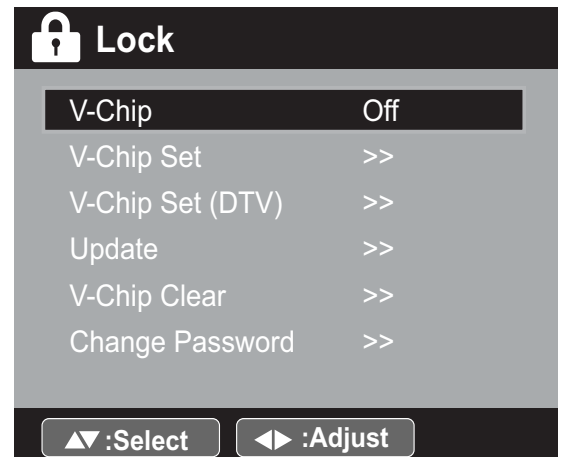 Lock
V-Chip Off
V-Chip Set >>
V-Chip Set (DTV) >>
Update >>
V-Chip Clear >>
Change Password >>
▲▼ :Select ◀▶ :Adjust